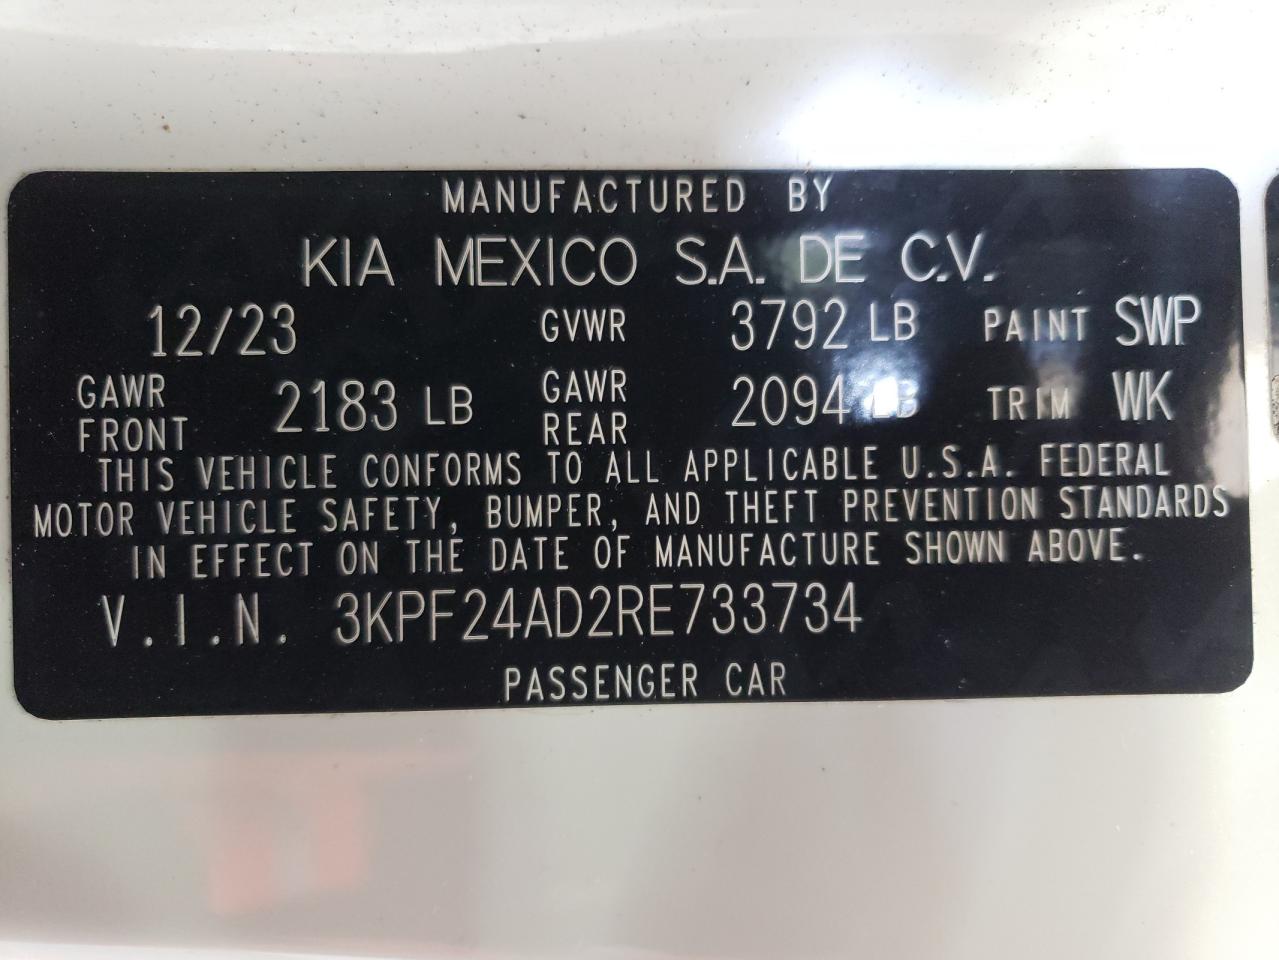 MANUFACTURED BY
KIA MEXICO S.A. DE C.V.
12/23 GVWR 3792 LB PAINT SWP
GAWR FRONT 2183 LB GAWR REAR 2094 LB TRIM WK
THIS VEHICLE CONFORMS TO ALL APPLICABLE U.S.A. FEDERAL
MOTOR VEHICLE SAFETY, BUMPER, AND THEFT PREVENTION STANDARDS
IN EFFECT ON THE DATE OF MANUFACTURE SHOWN ABOVE.
V.I.N. 3KPF24AD2RE733734
PASSENGER CAR